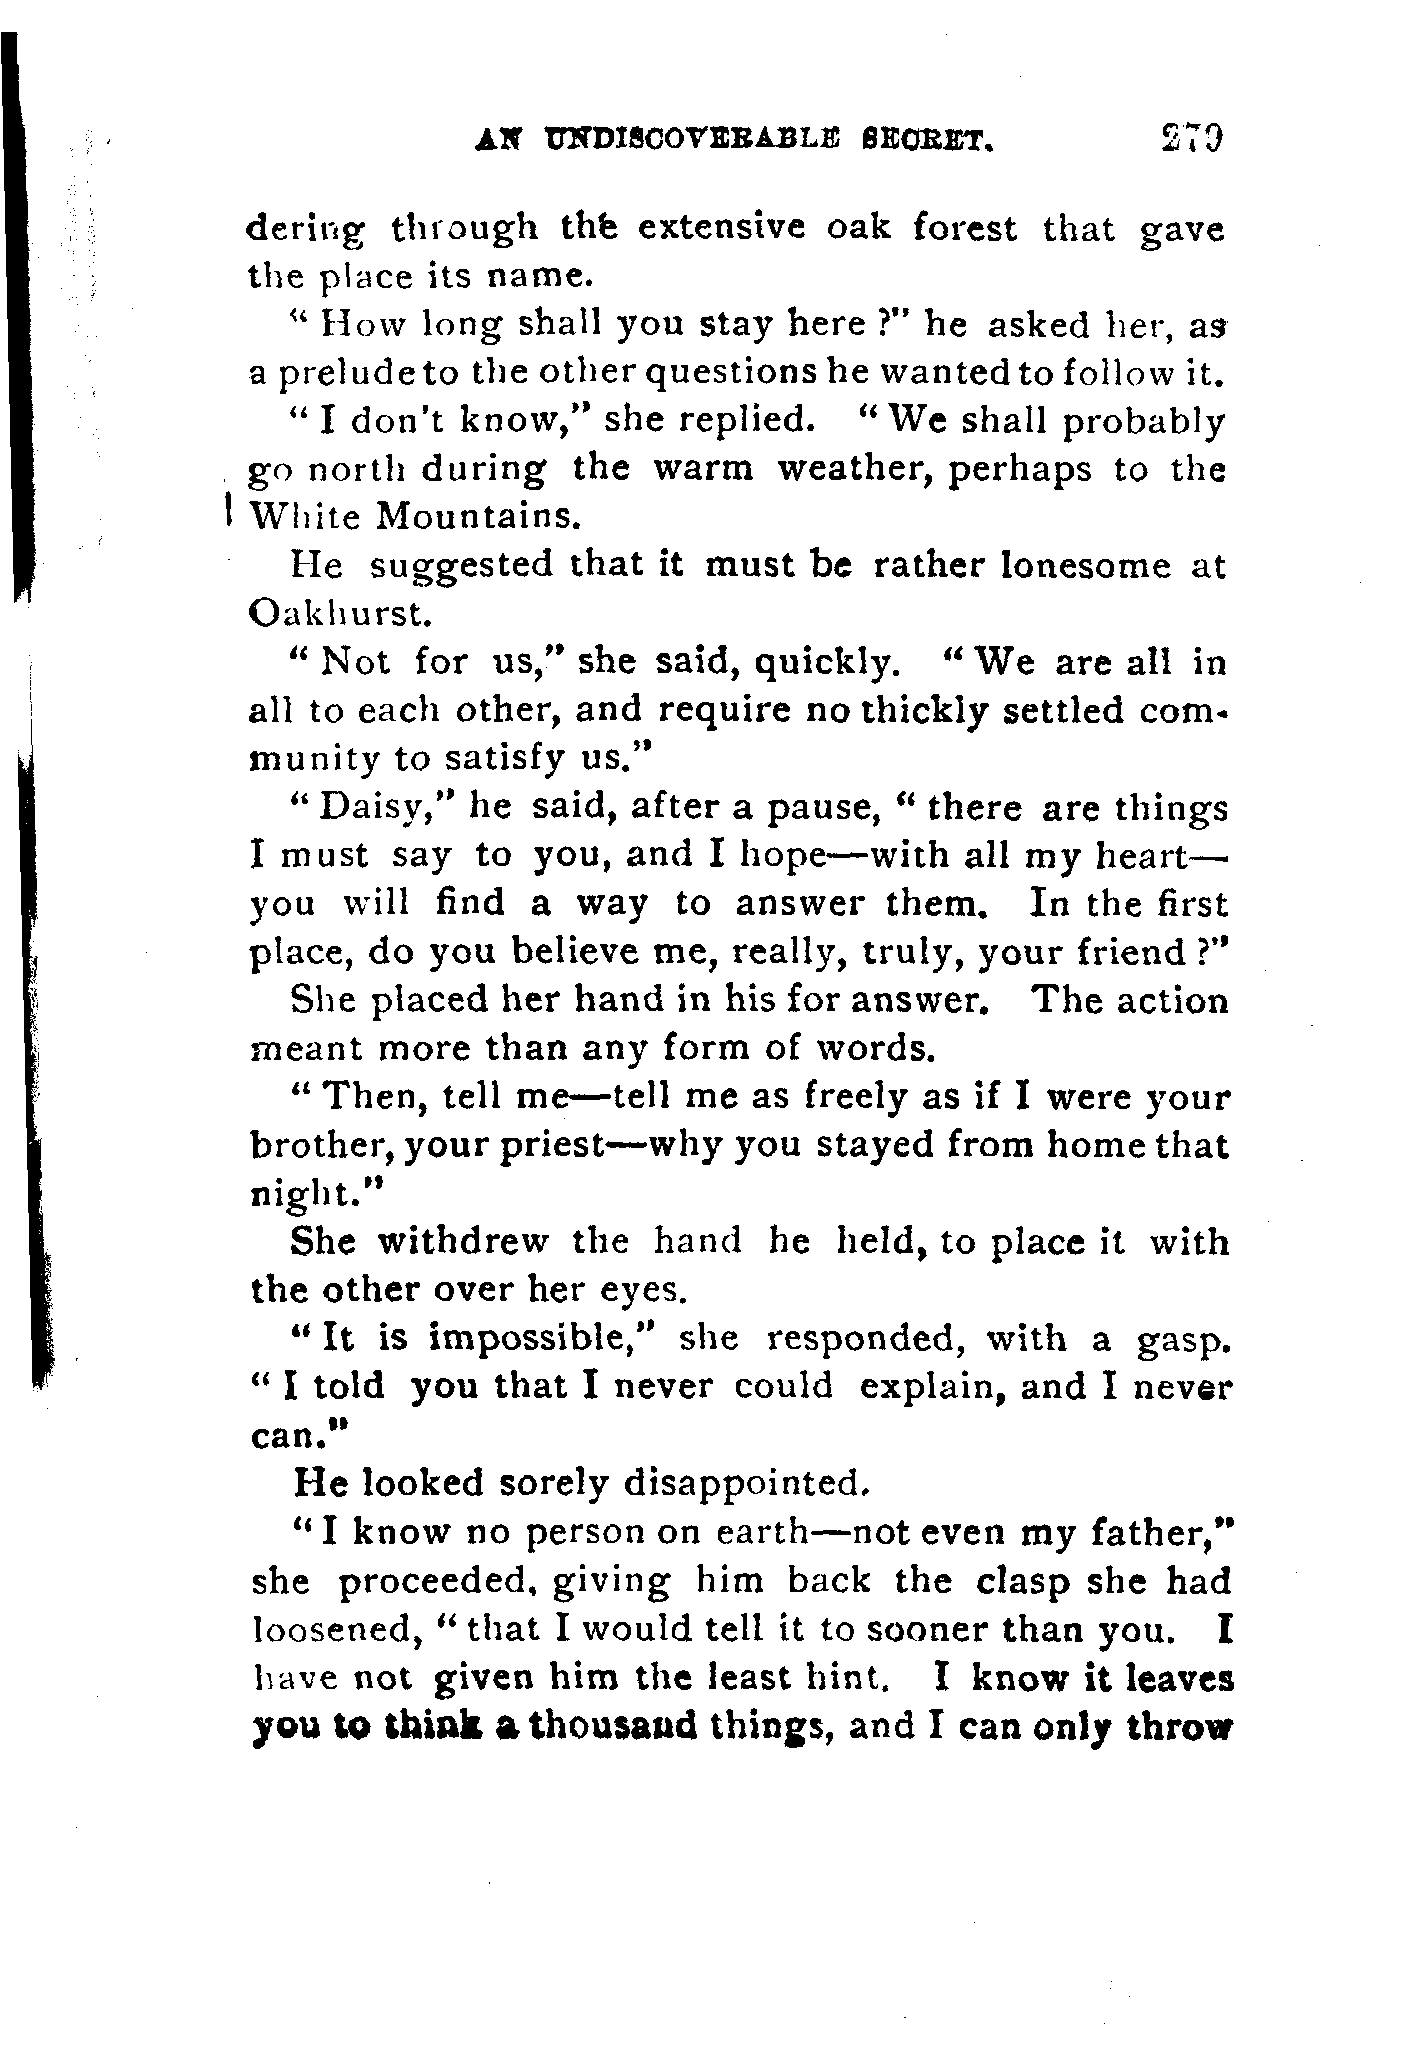 AN UNDISCOVERABLE SECRET. 279
dering through the extensive oak forest that gave
the place its name.
" How long shall you stay here ?" he asked her, as
a prelude to the other questions he wanted to follow it.
" I don't know," she replied. " We shall probably
go north during the warm weather, perhaps to the
White Mountains.
He suggested that it must be rather lonesome at
Oakhurst.
" Not for us," she said, quickly. " We are all in
all to each other, and require no thickly settled com-
munity to satisfy us."
" Daisy," he said, after a pause, " there are things
I must say to you, and I hope—with all my heart—
you will find a way to answer them. In the first
place, do you believe me, really, truly, your friend ?"
She placed her hand in his for answer. The action
meant more than any form of words.
" Then, tell me—tell me as freely as if I were your
brother, your priest—why you stayed from home that
night."
She withdrew the hand he held, to place it with
the other over her eyes.
" It is impossible," she responded, with a gasp.
" I told you that I never could explain, and I never
can."
He looked sorely disappointed.
" I know no person on earth—not even my father,"
she proceeded, giving him back the clasp she had
loosened, " that I would tell it to sooner than you. I
have not given him the least hint. I know it leaves
you to think a thousand things, and I can only throw